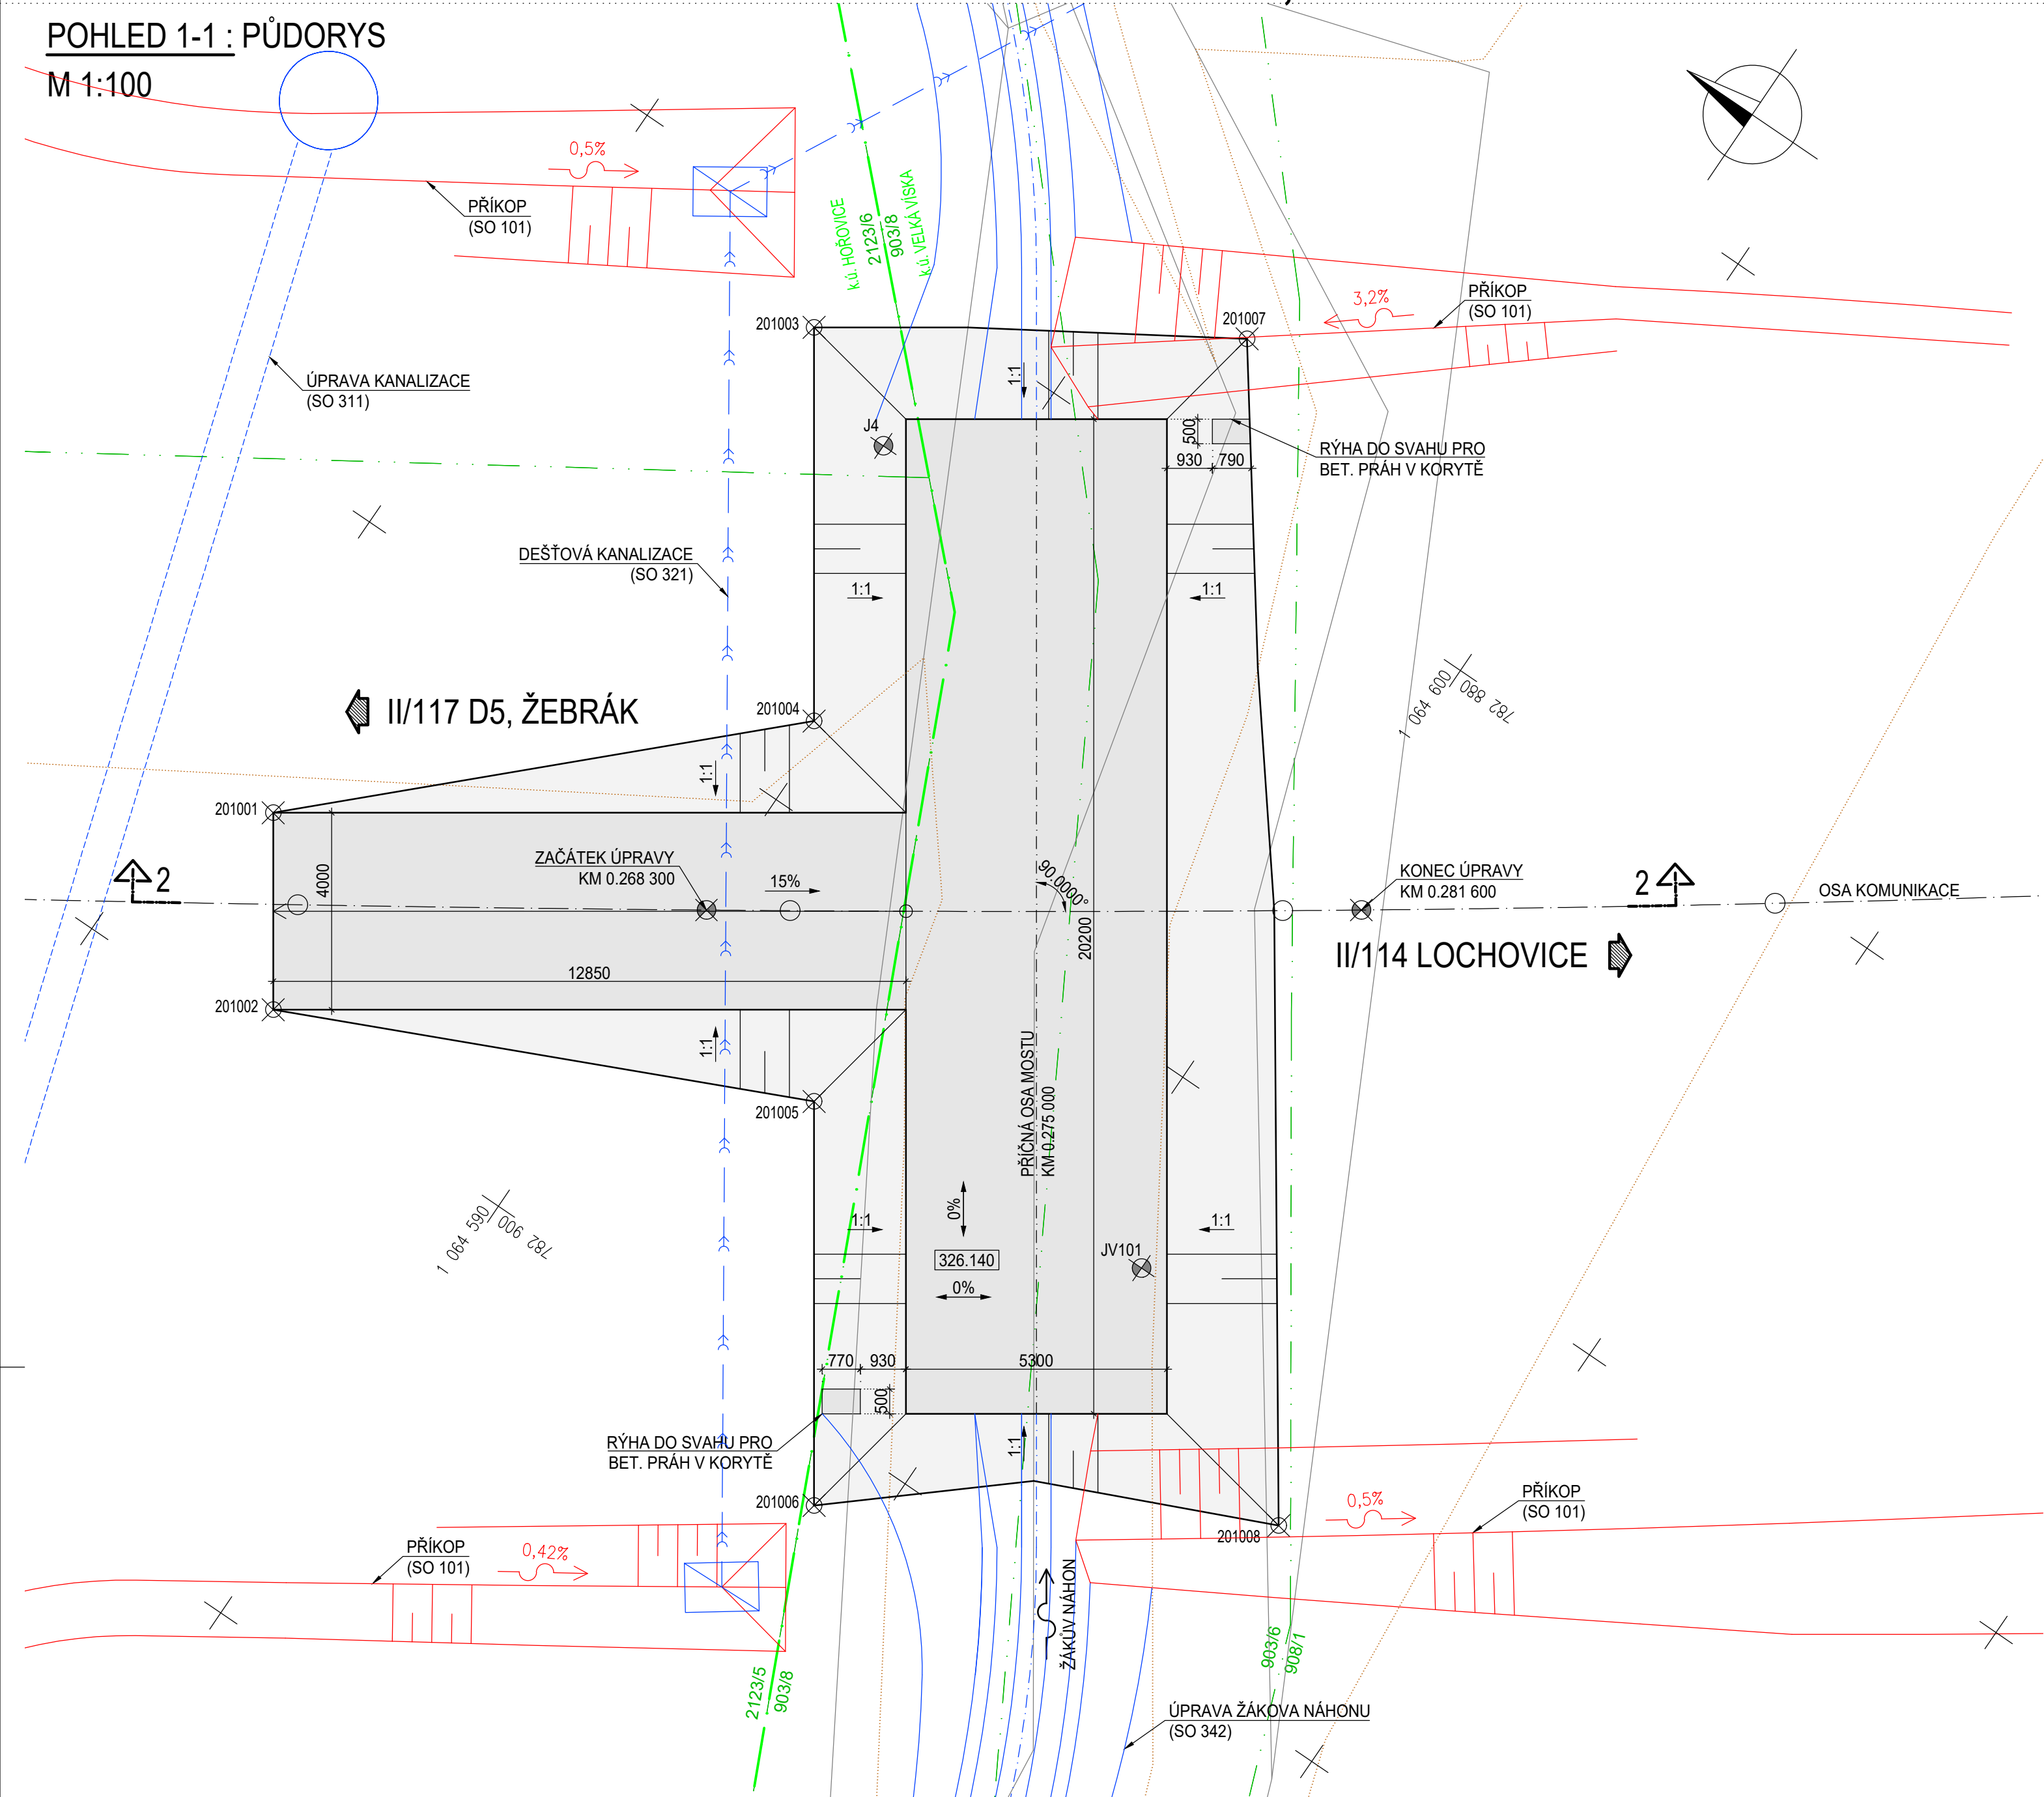 POHLED 1-1 : PŮDORYS
M 1:100
0,5%
PŘÍKOP
(SO 101)
k.ú. HOŘOVICE
2123/6
903/8
k.ú. VELKÁ VÍSKA
3,2%
PŘÍKOP
(SO 101)
201003
201007
ÚPRAVA KANALIZACE
(SO 311)
1:1
J4
500
930
790
RÝHA DO SVAHU PRO
BET. PRÁH V KORYTĚ
DEŠŤOVÁ KANALIZACE
(SO 321)
1:1
1:1
II/117 D5, ŽEBRÁK
201004
1 064 600
782 880
1:1
201001
4000
ZAČÁTEK ÚPRAVY
KM 0.268 300
15%
90.0000°
KONEC ÚPRAVY
KM 0.281 600
2
2
OSA KOMUNIKACE
20200
II/114 LOCHOVICE
12850
201002
1:1
201005
PŘÍČNÁ OSA MOSTU
KM 0.275 000
1 064 590
782 900
1:1
0%
1:1
326.140
0%
JV101
770
930
5300
500
RÝHA DO SVAHU PRO
BET. PRÁH V KORYTĚ
1:1
201006
201008
0,5%
PŘÍKOP
(SO 101)
PŘÍKOP
(SO 101)
0,42%
ŽÁKŮV NÁHON
2123/5
903/8
903/6
908/1
ÚPRAVA ŽÁKOVA NÁHONU
(SO 342)